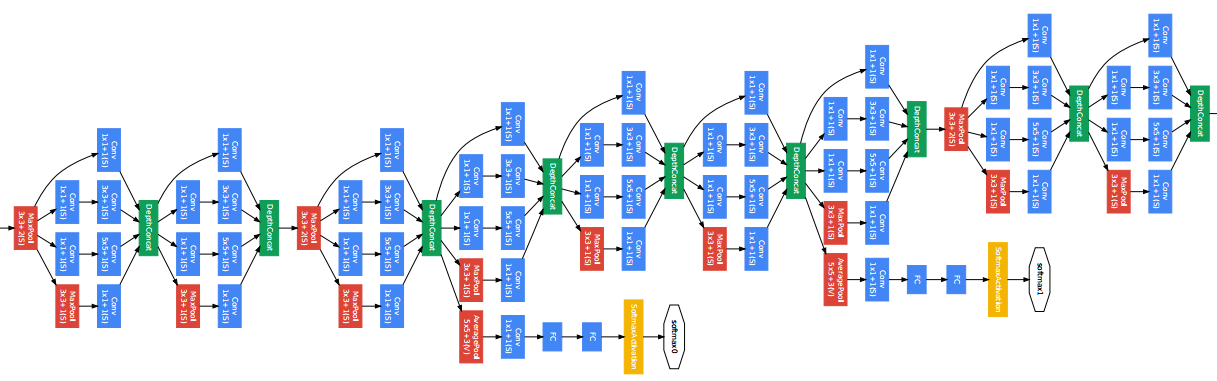 MaxPool
3x3+2(S)
Conv
1x1+1(S)
Conv
1x1+1(S)
MaxPool
3x3+1(S)
Conv
1x1+1(S)
Conv
3x3+1(S)
Conv
5x5+1(S)
Conv
1x1+1(S)
DepthConcat
Conv
1x1+1(S)
Conv
1x1+1(S)
MaxPool
3x3+1(S)
Conv
1x1+1(S)
Conv
3x3+1(S)
Conv
5x5+1(S)
Conv
1x1+1(S)
DepthConcat
MaxPool
3x3+2(S)
Conv
1x1+1(S)
Conv
1x1+1(S)
MaxPool
3x3+1(S)
Conv
1x1+1(S)
Conv
3x3+1(S)
Conv
5x5+1(S)
Conv
1x1+1(S)
DepthConcat
Conv
1x1+1(S)
Conv
1x1+1(S)
MaxPool
3x3+1(S)
AveragePool
5x5+3(V)
Conv
1x1+1(S)
Conv
3x3+1(S)
Conv
5x5+1(S)
Conv
1x1+1(S)
Conv
1x1+1(S)
DepthConcat
FC
Conv
1x1+1(S)
Conv
1x1+1(S)
MaxPool
3x3+1(S)
FC
Conv
1x1+1(S)
Conv
3x3+1(S)
Conv
5x5+1(S)
Conv
1x1+1(S)
SoftmaxActivation
DepthConcat
softmax0
Conv
1x1+1(S)
Conv
1x1+1(S)
MaxPool
3x3+1(S)
Conv
1x1+1(S)
Conv
3x3+1(S)
Conv
5x5+1(S)
Conv
1x1+1(S)
DepthConcat
Conv
1x1+1(S)
Conv
1x1+1(S)
MaxPool
3x3+1(S)
AveragePool
5x5+3(V)
Conv
1x1+1(S)
Conv
3x3+1(S)
Conv
5x5+1(S)
Conv
1x1+1(S)
Conv
1x1+1(S)
DepthConcat
FC
MaxPool
3x3+2(S)
FC
Conv
1x1+1(S)
Conv
1x1+1(S)
MaxPool
3x3+1(S)
SoftmaxActivation
Conv
1x1+1(S)
Conv
3x3+1(S)
Conv
5x5+1(S)
Conv
1x1+1(S)
softmax1
DepthConcat
Conv
1x1+1(S)
Conv
1x1+1(S)
MaxPool
3x3+1(S)
Conv
1x1+1(S)
Conv
3x3+1(S)
Conv
5x5+1(S)
Conv
1x1+1(S)
DepthConcat